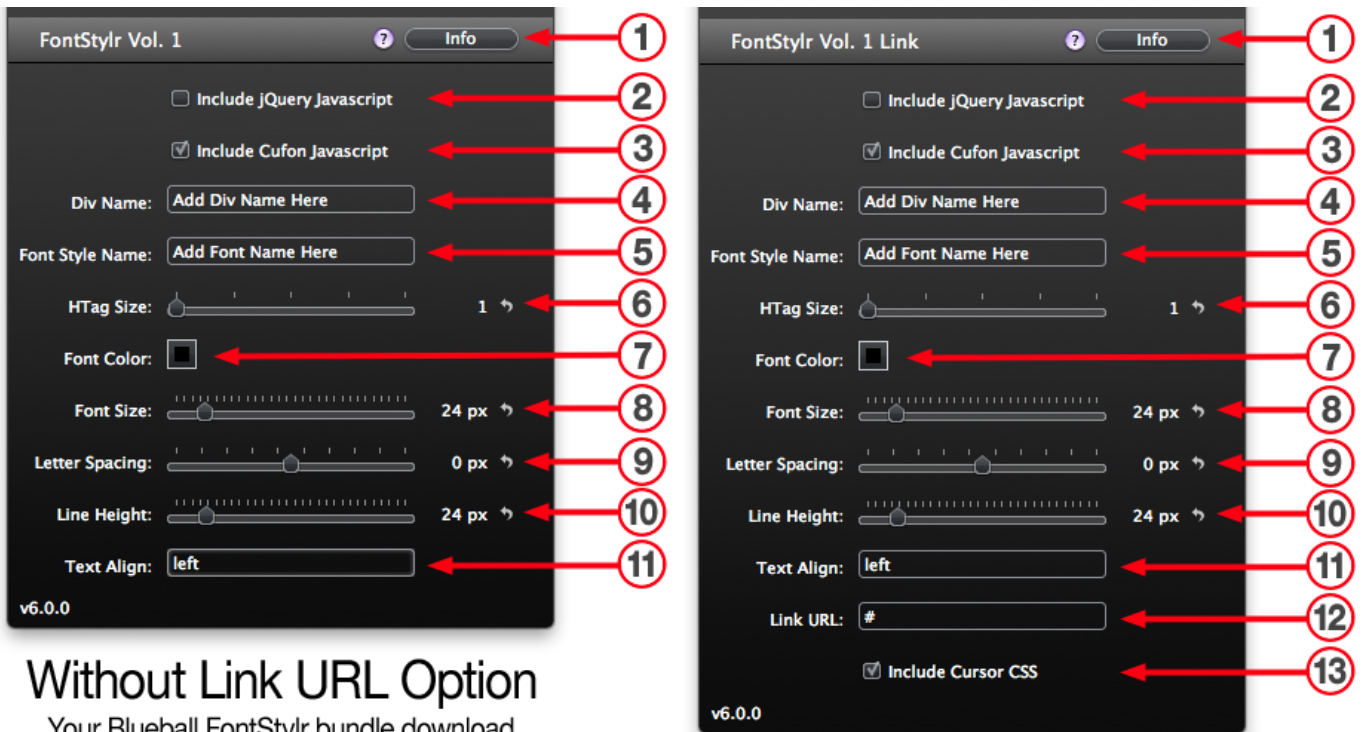 FontStylr Vol. 1 ? Info 1
Include jQuery Javascript 2
Include Cufon Javascript 3
Div Name: Add Div Name Here 4
Font Style Name: Add Font Name Here 5
HTag Size: 1 6
Font Color: 7
Font Size: 24 px 8
Letter Spacing: 0 px 9
Line Height: 24 px 10
Text Align: left 11
v6.0.0
Without Link URL Option
Your Blueball FontStylr bundle download
FontStylr Vol. 1 Link ? Info 1
Include jQuery Javascript 2
Include Cufon Javascript 3
Div Name: Add Div Name Here 4
Font Style Name: Add Font Name Here 5
HTag Size: 1 6
Font Color: 7
Font Size: 24 px 8
Letter Spacing: 0 px 9
Line Height: 24 px 10
Text Align: left 11
Link URL: # 12
Include Cursor CSS 13
v6.0.0